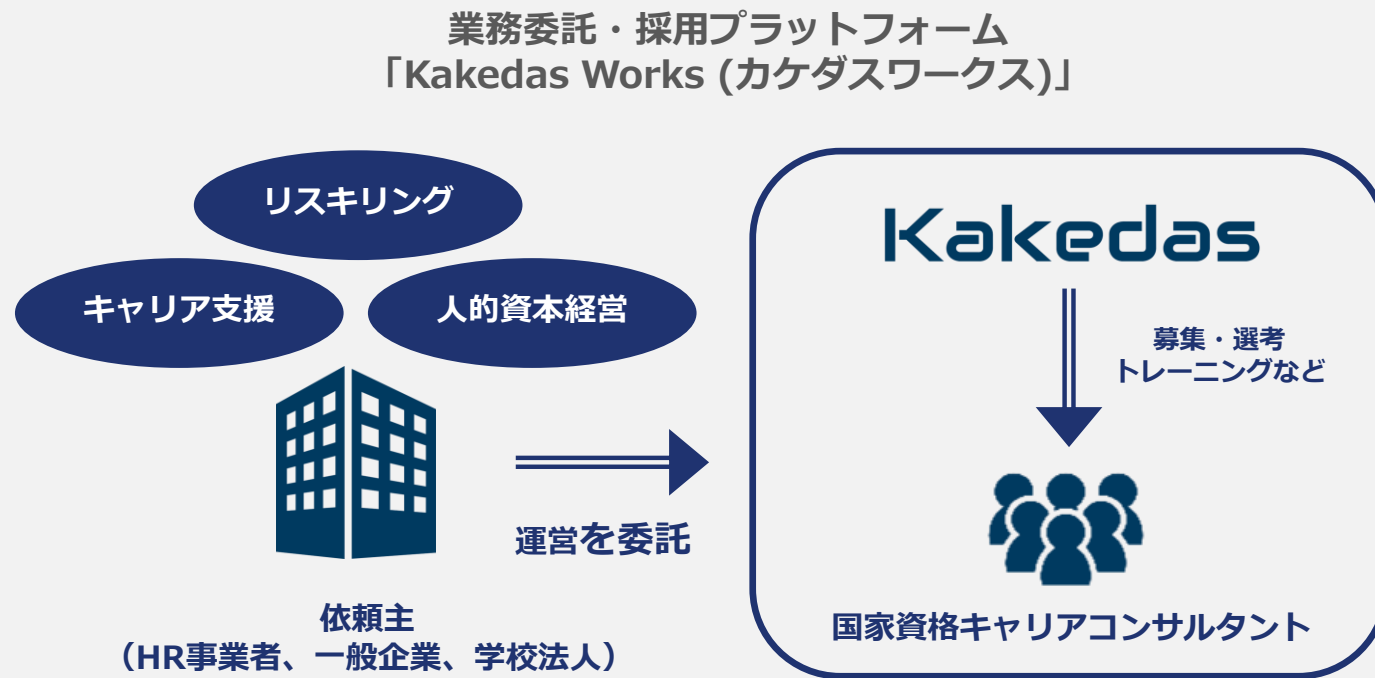 業務委託・採用プラットフォーム
「Kakedas Works (カケダスワークス)」
リスキリング
キャリア支援
人的資本経営
依頼主
（HR事業者、一般企業、学校法人）
運営を委託
Kakedas
募集・選考
トレーニングなど
国家資格キャリアコンサルタント